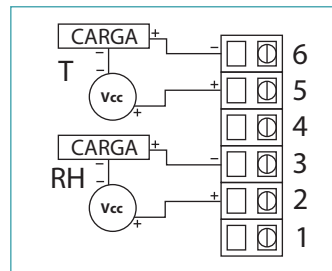 CARGA + − 6
−
T − + 5
Vcc +
4
CARGA + − 3
−
RH − + 2
Vcc +
1